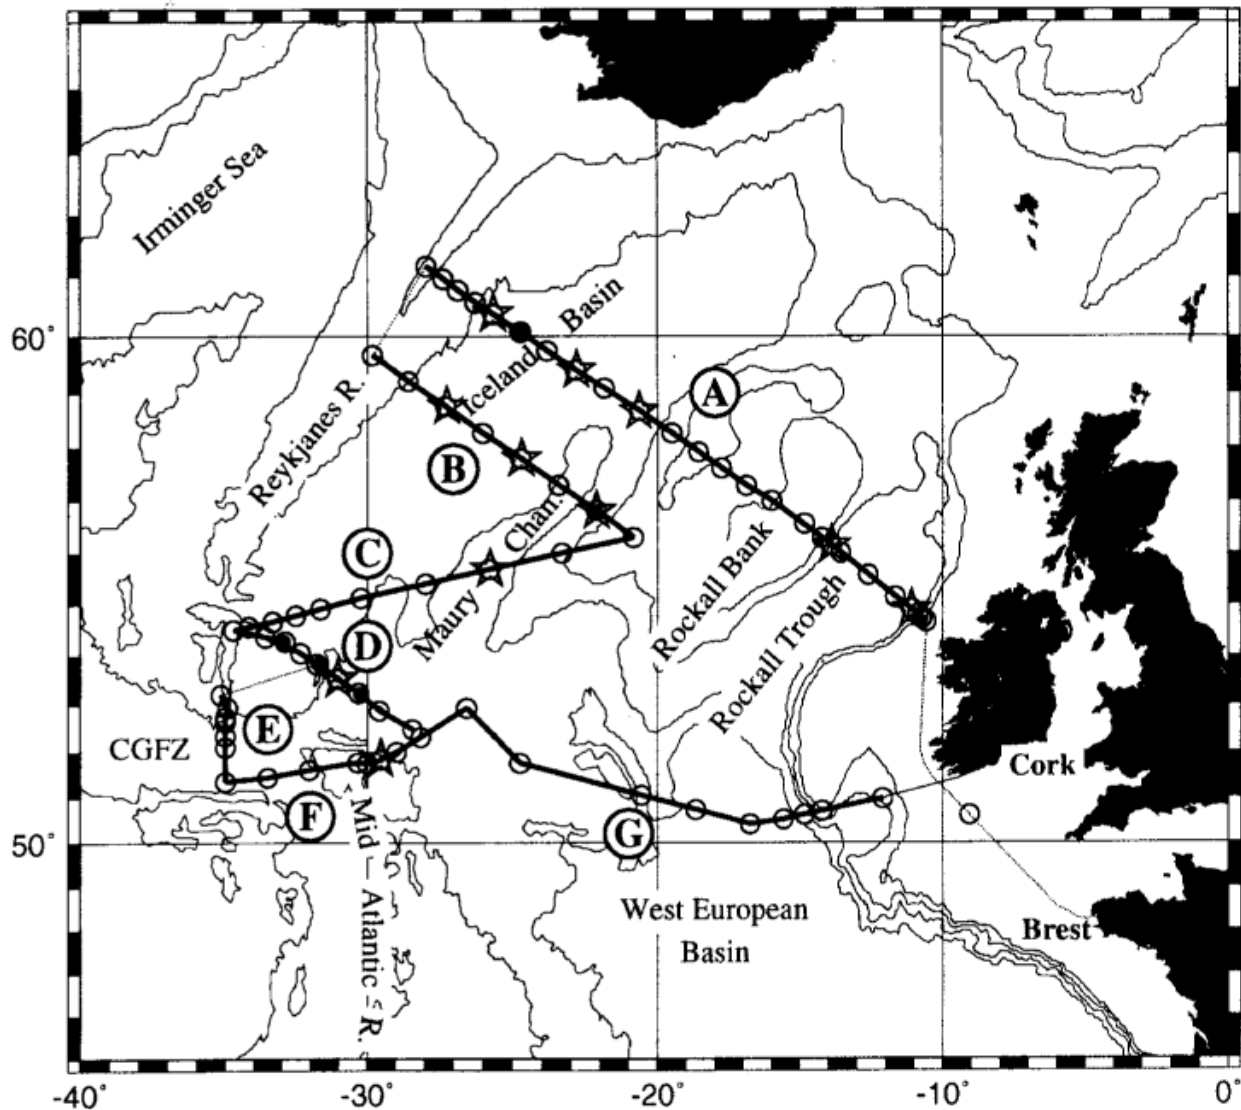 Irminger Sea
Basin
60°
Iceland
A
Reykjanes R.
B
Chan.
C
Rockall Bank
Maury
D
Rockall Trough
E
CGFZ
Cork
F
Mid – Atlantic
R.
G
50°
West European
Basin
Brest
-40°
-30°
-20°
-10°
0°